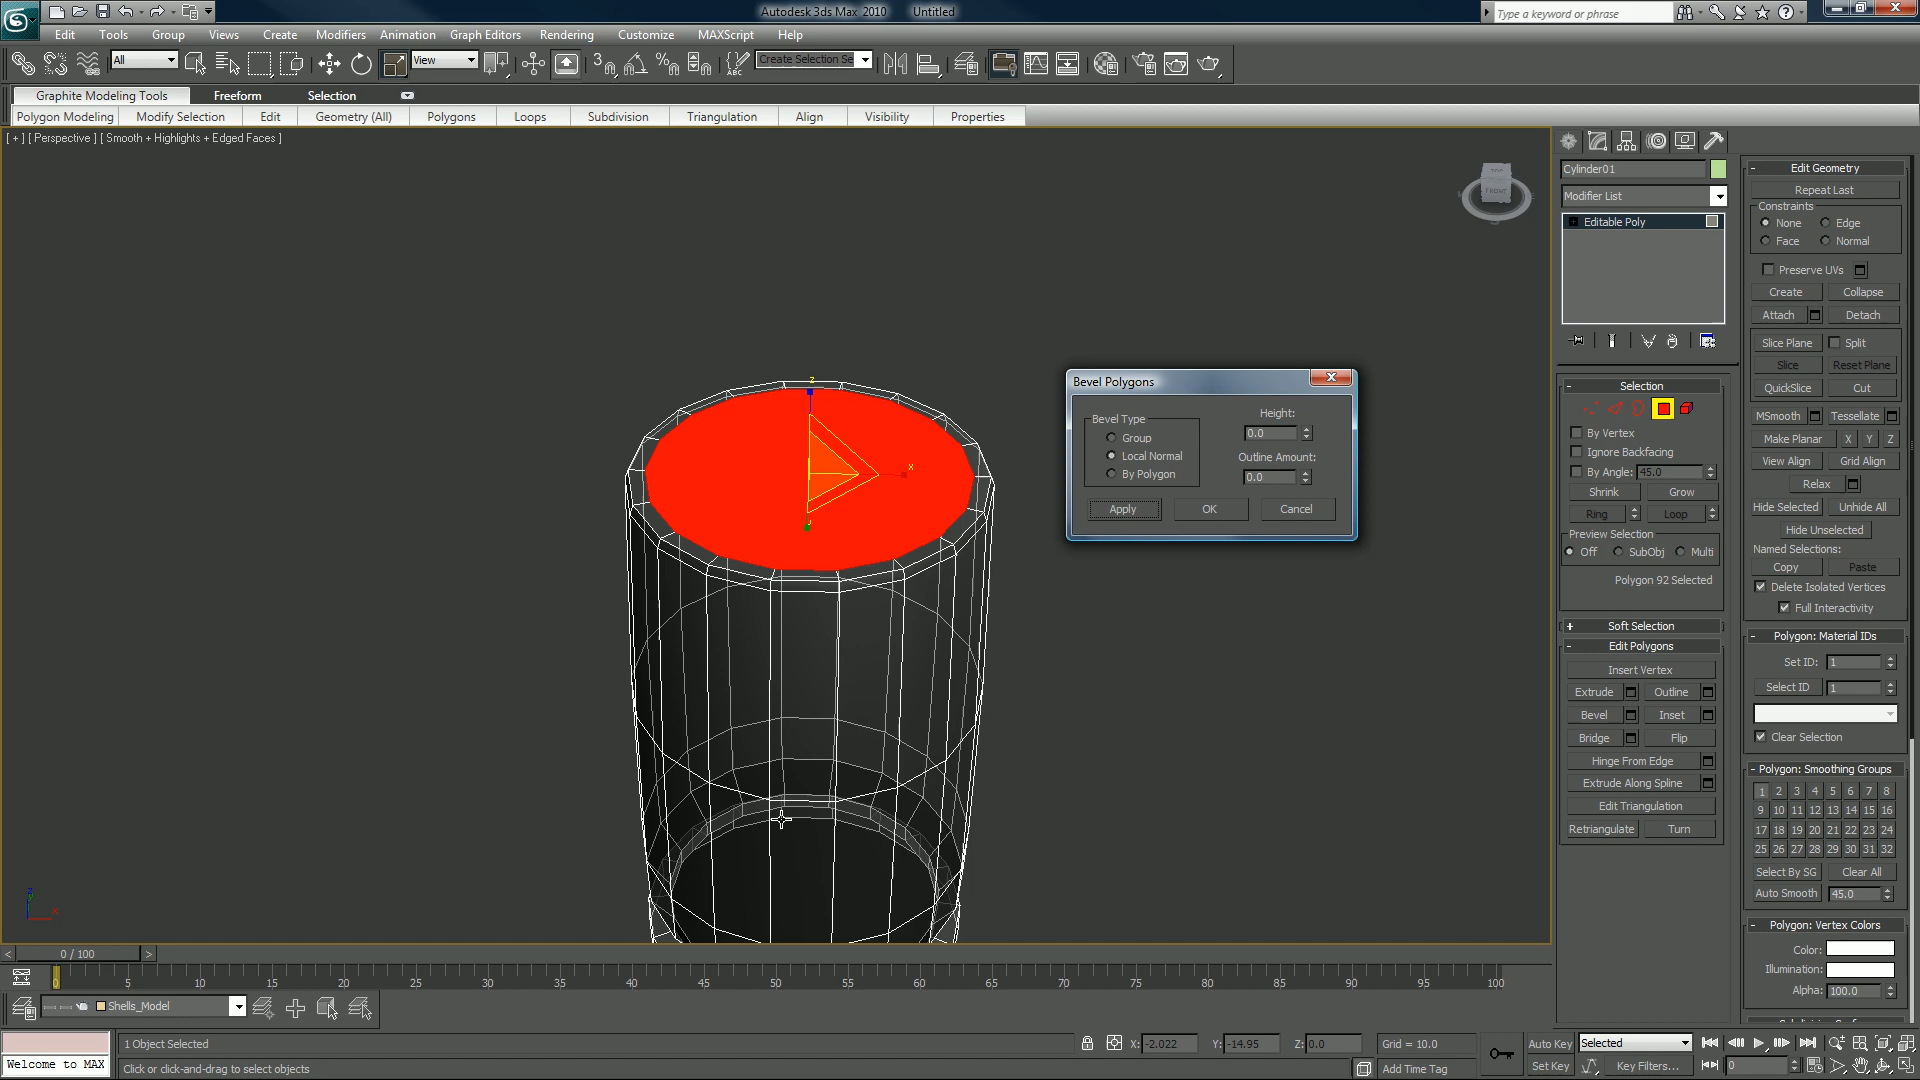 Autodesk 3ds Max 2010 Untitled
Type a keyword or phrase
Edit Tools Group Views Create Modifiers Animation Graph Editors Rendering Customize MAXScript Help
All View Create Selection Se
Graphite Modeling Tools Freeform Selection
Polygon Modeling Modify Selection Edit Geometry (All) Polygons Loops Subdivision Triangulation Align Visibility Properties
[ + ] [ Perspective ] [ Smooth + Highlights + Edged Faces ]
FRONT
z
x
Bevel Polygons
Bevel Type
Group
Local Normal
By Polygon
Height:
0.0
Outline Amount:
0.0
Apply OK Cancel
Cylinder01
Modifier List
Editable Poly
Selection
By Vertex
Ignore Backfacing
By Angle: 45.0
Shrink Grow
Ring Loop
Preview Selection
Off SubObj Multi
Polygon 92 Selected
+ Soft Selection
- Edit Polygons
Insert Vertex
Extrude Outline
Bevel Inset
Bridge Flip
Hinge From Edge
Extrude Along Spline
Edit Triangulation
Retriangulate Turn
- Edit Geometry
Repeat Last
Constraints
None Edge
Face Normal
Preserve UVs
Create Collapse
Attach Detach
Slice Plane Split
Slice Reset Plane
QuickSlice Cut
MSmooth Tessellate
Make Planar X Y Z
View Align Grid Align
Relax
Hide Selected Unhide All
Hide Unselected
Named Selections:
Copy Paste
Delete Isolated Vertices
Full Interactivity
- Polygon: Material IDs
Set ID: 1
Select ID 1
Clear Selection
- Polygon: Smoothing Groups
1 2 3 4 5 6 7 8
9 10 11 12 13 14 15 16
17 18 19 20 21 22 23 24
25 26 27 28 29 30 31 32
Select By SG Clear All
Auto Smooth 45.0
- Polygon: Vertex Colors
Color:
Illumination:
Alpha: 100.0
< 0 / 100 >
0 5 10 15 20 25 30 35 40 45 50 55 60 65 70 75 80 85 90 95 100
Shells_Model
1 Object Selected X: -2.022 Y: -14.95 Z: 0.0 Grid = 10.0 Auto Key Selected
Welcome to MAX Click or click-and-drag to select objects Add Time Tag Set Key Key Filters... 0